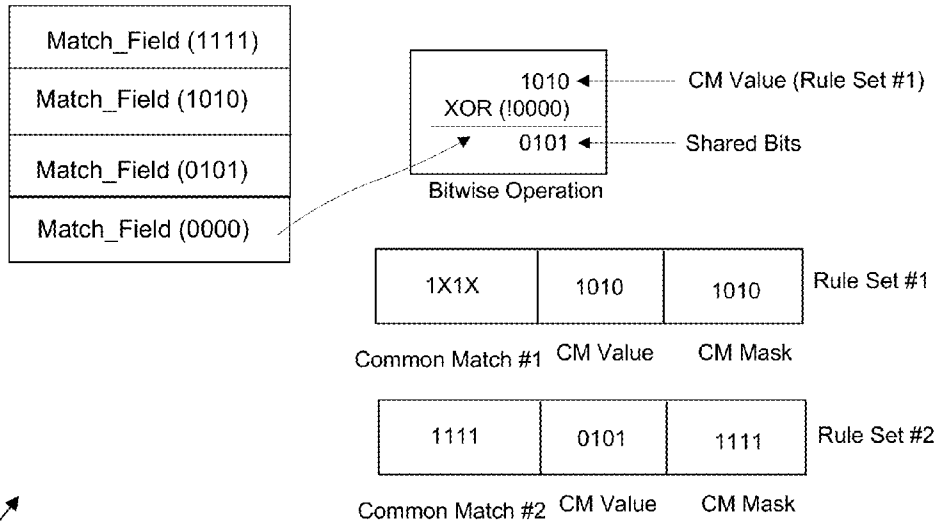 Match_Field (1111)
Match_Field (1010)
Match_Field (0101)
Match_Field (0000)
1010
XOR (!0000)
0101
CM Value (Rule Set #1)
Shared Bits
Bitwise Operation
1X1X
1010
1010
Rule Set #1
Common Match #1
CM Value
CM Mask
1111
0101
1111
Rule Set #2
Common Match #2
CM Value
CM Mask